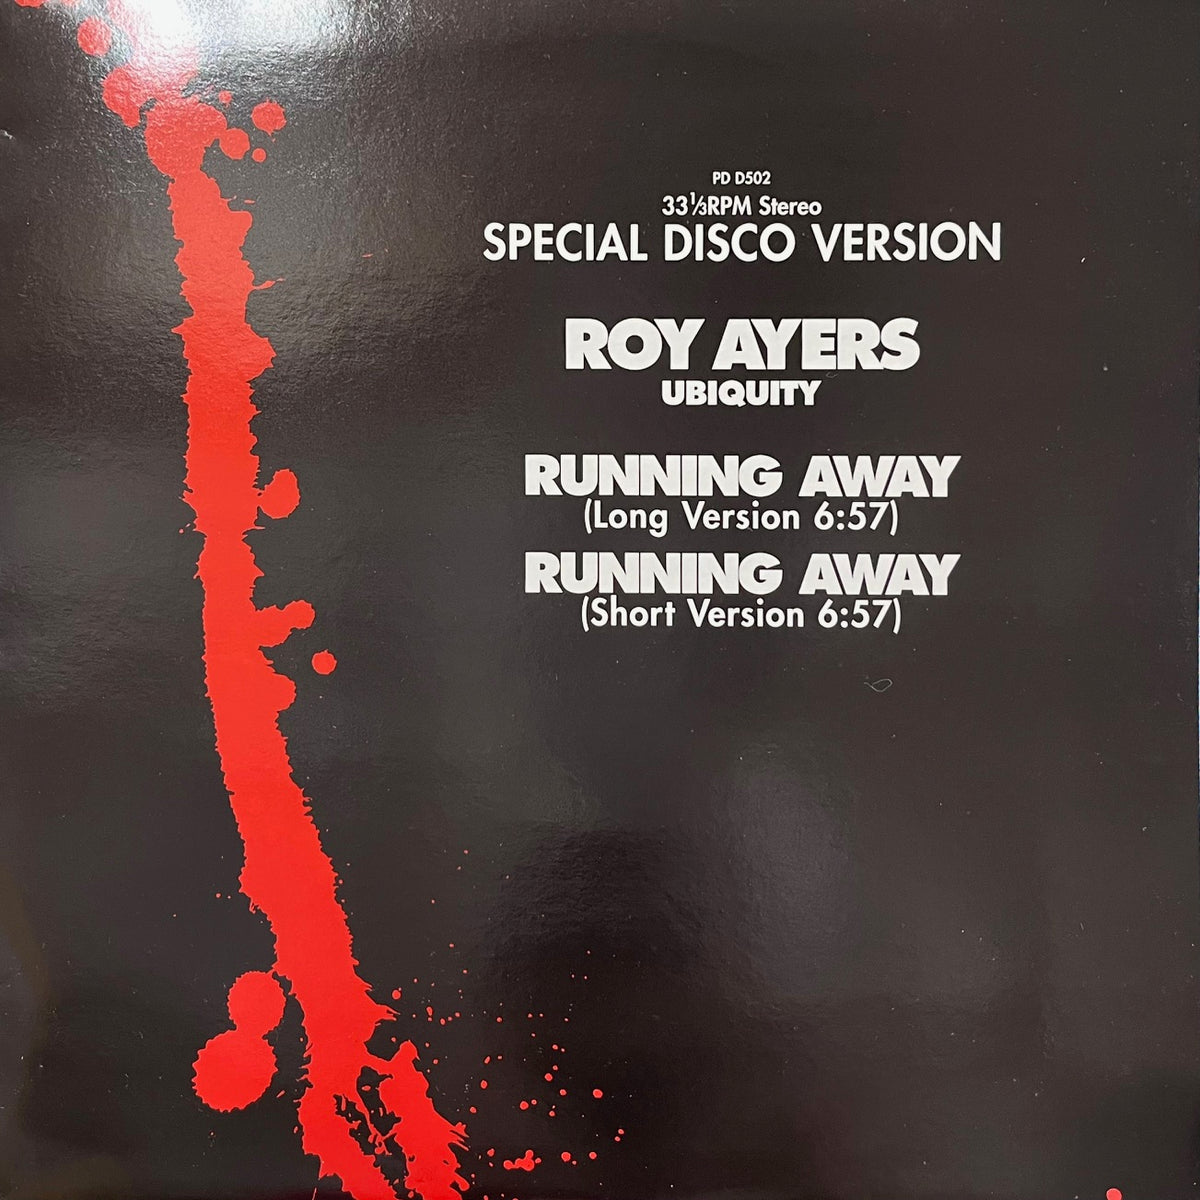 PD D502
33⅓RPM Stereo
SPECIAL DISCO VERSION
ROY AYERS
UBIQUITY
RUNNING AWAY
(Long Version 6:57)
RUNNING AWAY
(Short Version 6:57)